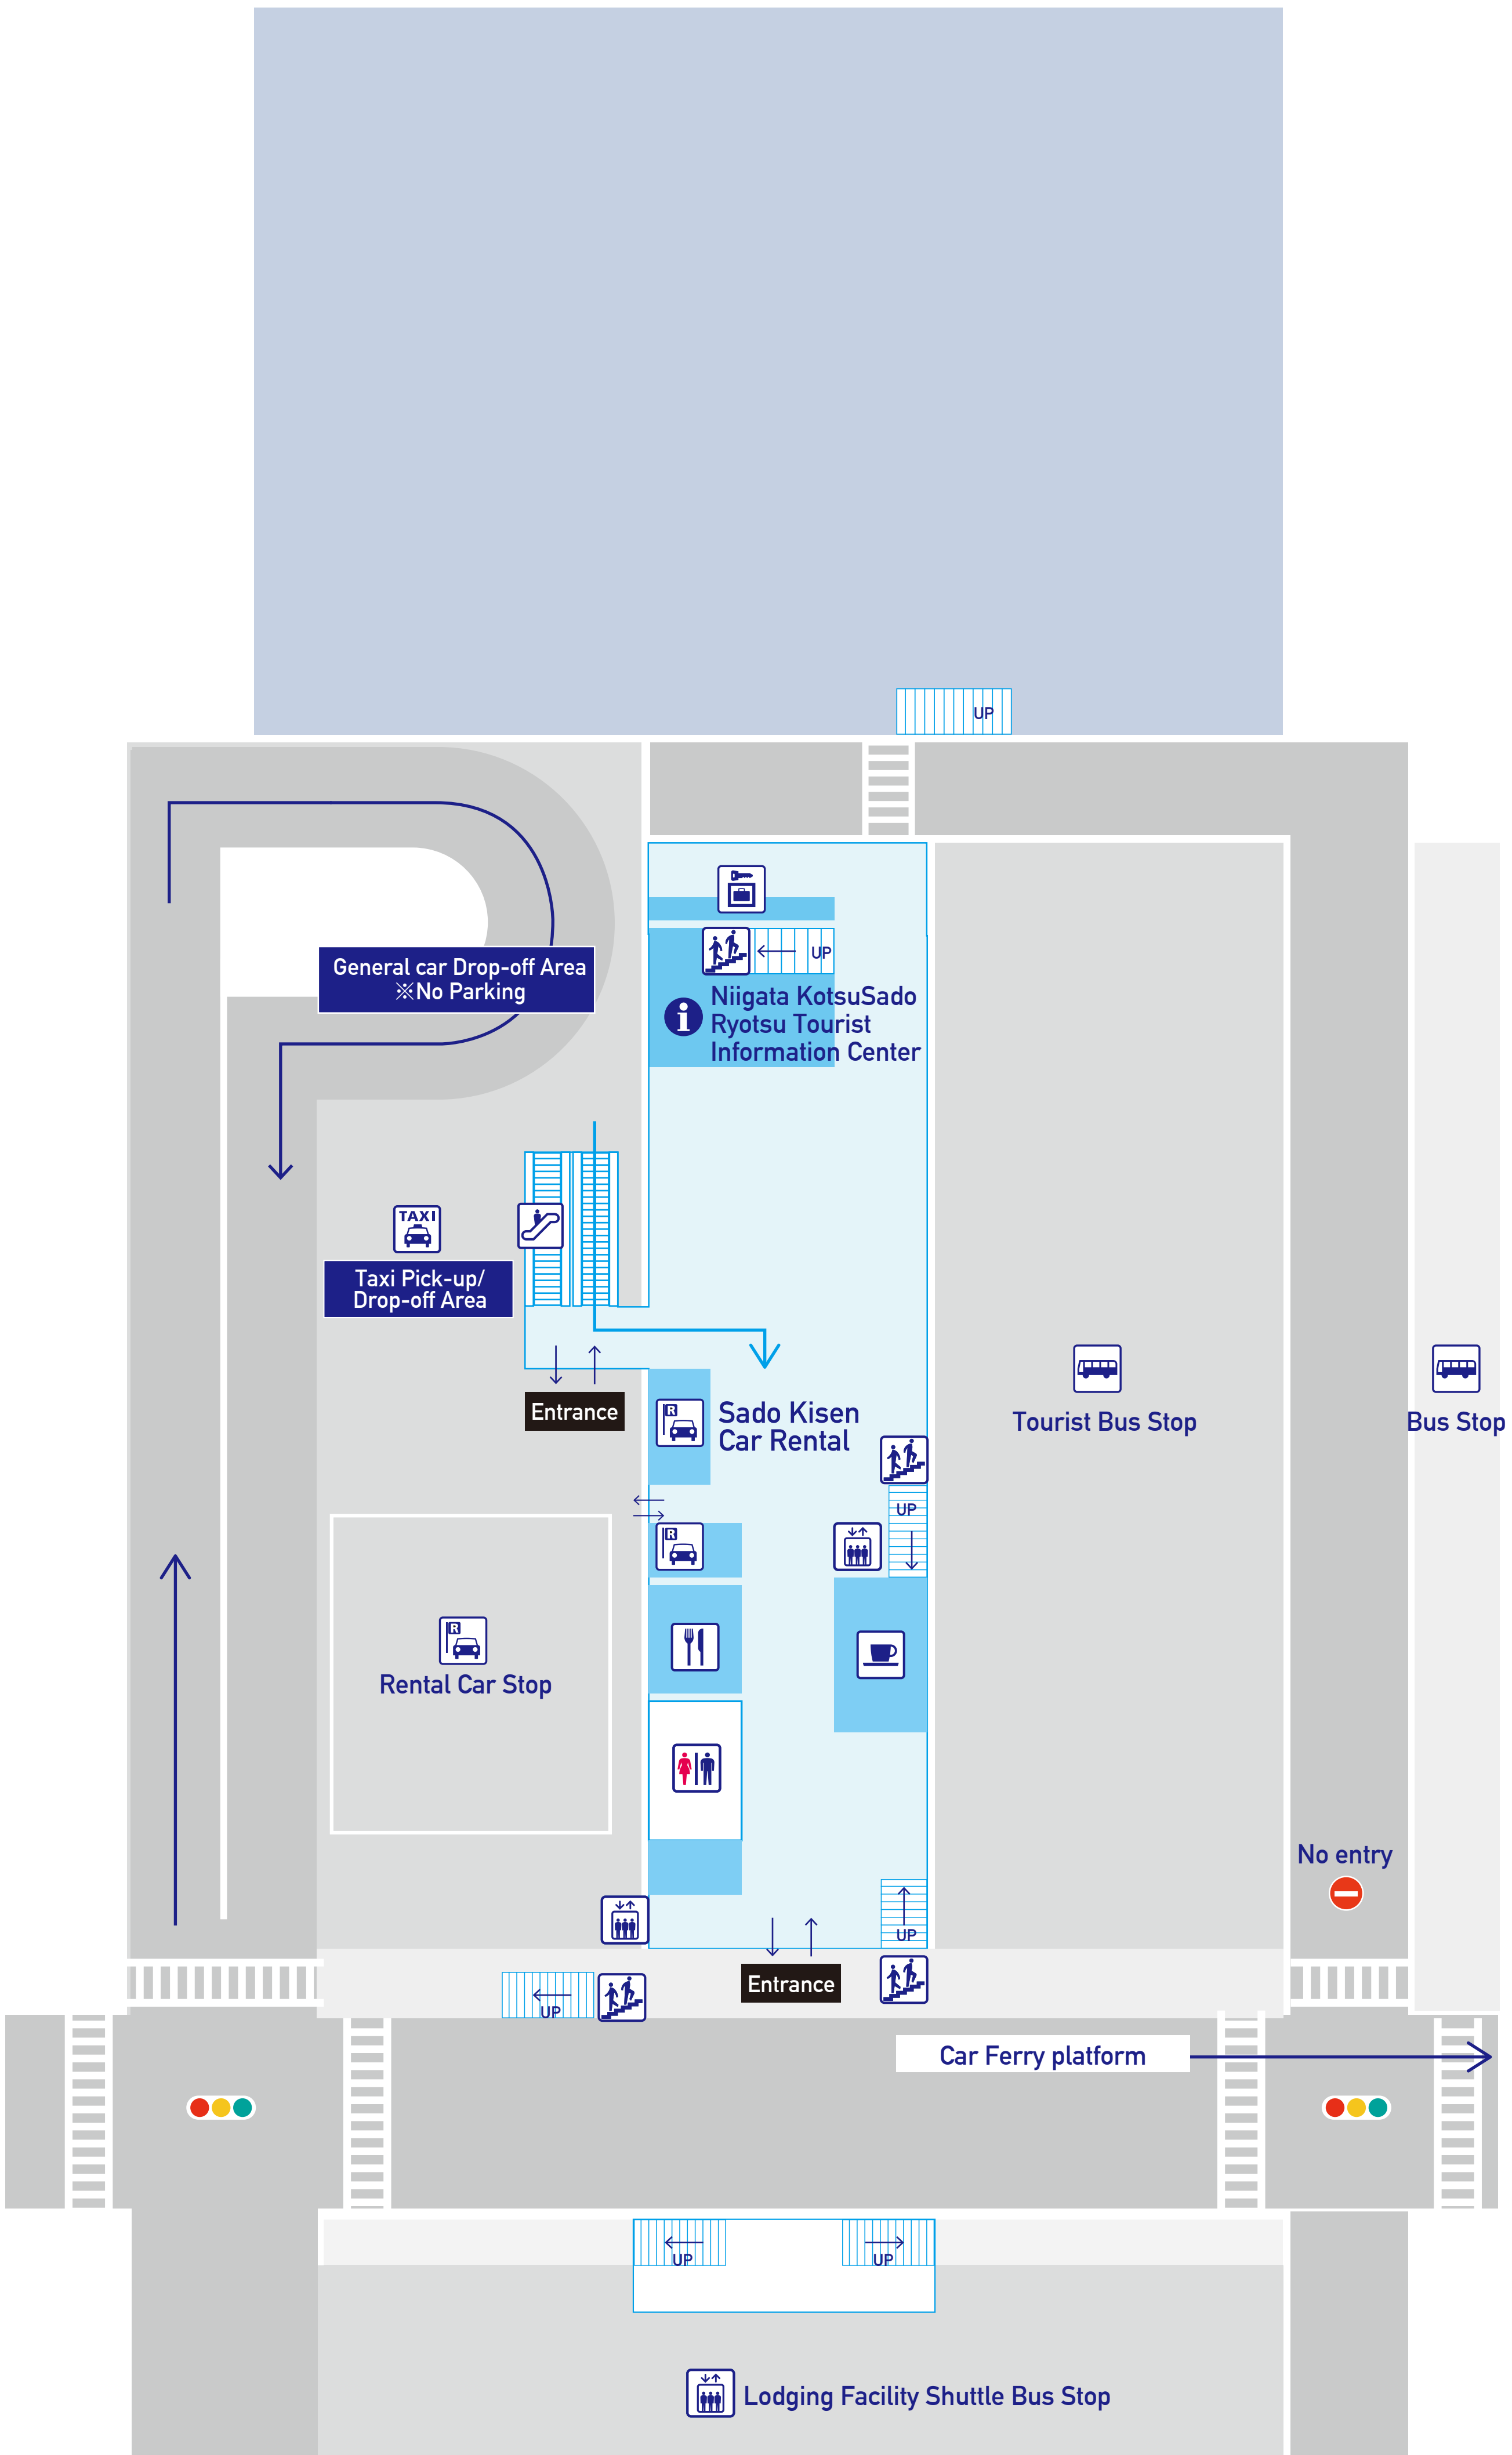 UP
UP
General car Drop-off Area
※No Parking
Niigata KotsuSado
Ryotsu Tourist
Information Center
TAXI
Taxi Pick-up/
Drop-off Area
Entrance
R
Sado Kisen
Car Rental
Tourist Bus Stop
Bus Stop
UP
R
R
Rental Car Stop
No entry
UP
Entrance
UP
Car Ferry platform
UP
UP
Lodging Facility Shuttle Bus Stop